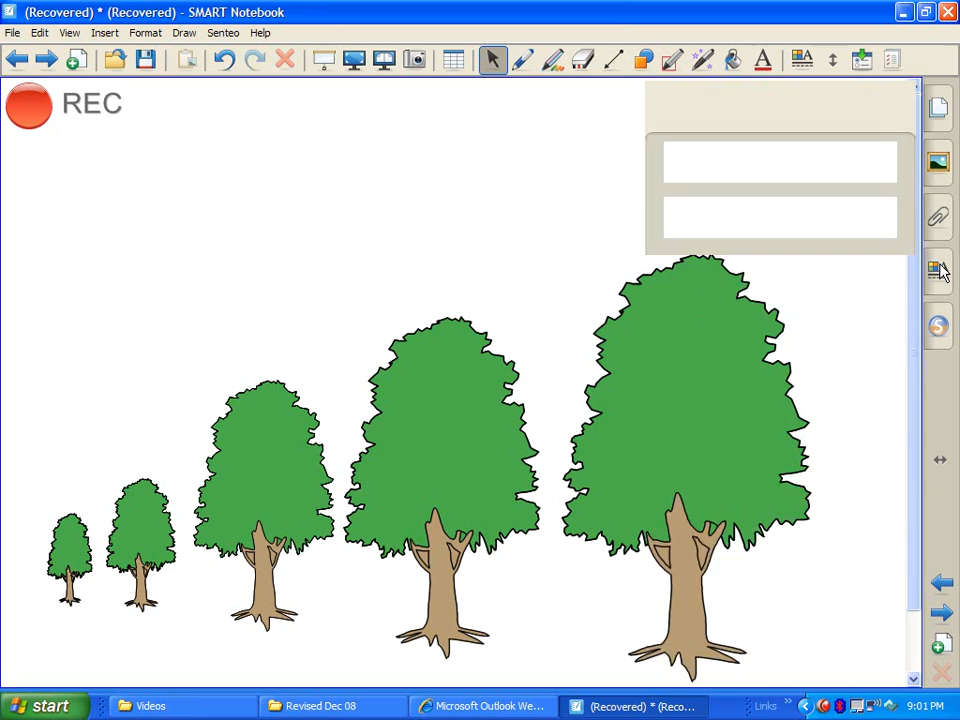 (Recovered) * (Recovered) - SMART Notebook
File Edit View Insert Format Draw Senteo Help
REC
start Videos Revised Dec 08 Microsoft Outlook We... (Recovered) * (Reco... Links 9:01 PM